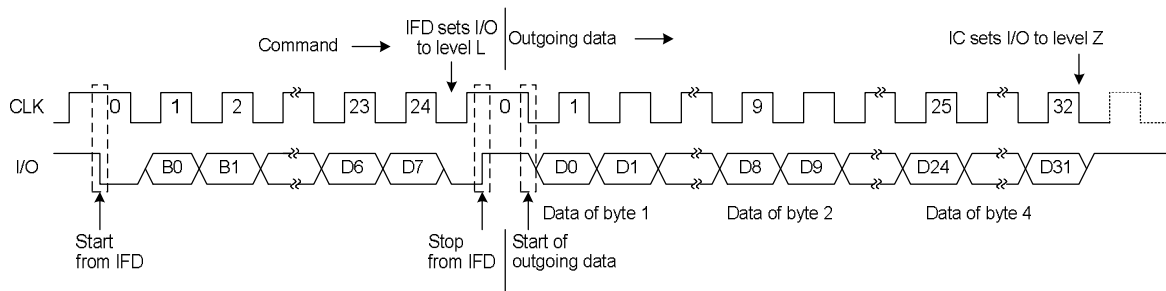 Command
IFD sets I/O
to level L
Outgoing data
IC sets I/O to level Z
CLK
0 1 2 23 24 0 1 9 25 32
I/O
B0 B1 D6 D7 D0 D1 D8 D9 D24 D31
Data of byte 1 Data of byte 2 Data of byte 4
Start
from IFD
Stop
from IFD
Start of
outgoing data